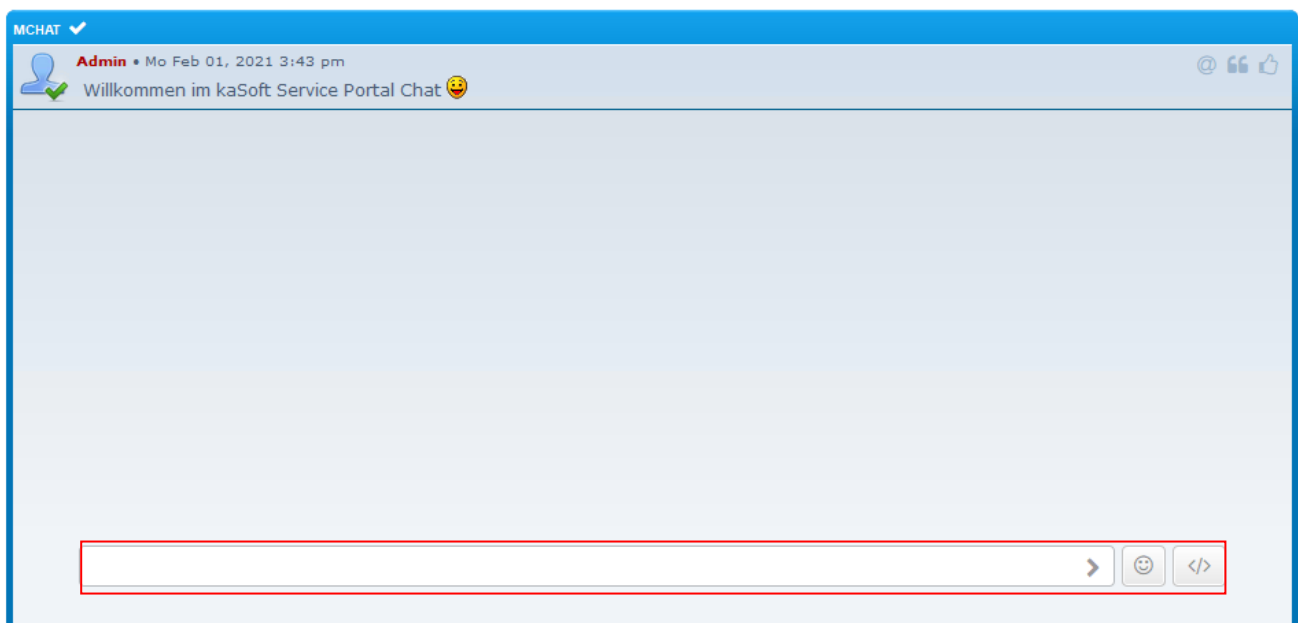 MCHAT
Admin • Mo Feb 01, 2021 3:43 pm
Willkommen im kaSoft Service Portal Chat